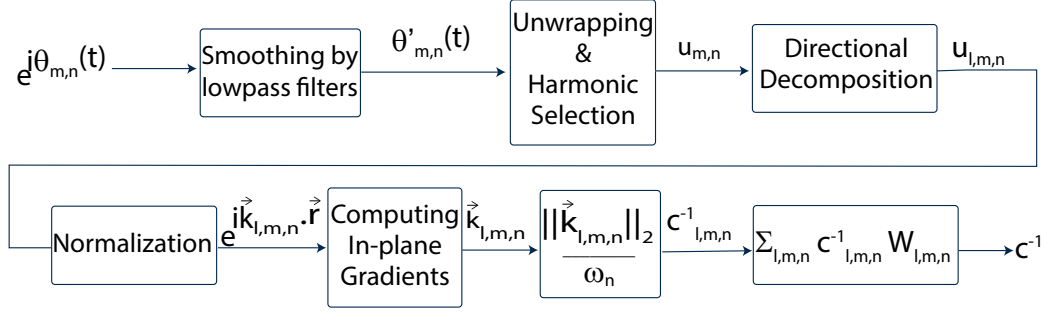 e^{iθ_{m,n}(t)}
Smoothing by
lowpass filters
θ'_{m,n}(t)
Unwrapping
&
Harmonic
Selection
u_{m,n}
Directional
Decomposition
u_{l,m,n}
Normalization
e^{i\vec{k}_{l,m,n}.\vec{r}}
Computing
In-plane
Gradients
\vec{k}_{l,m,n}
||\vec{k}_{l,m,n}||_2
ω_n
c^{-1}_{l,m,n}
Σ_{l,m,n} c^{-1}_{l,m,n} W_{l,m,n}
c^{-1}